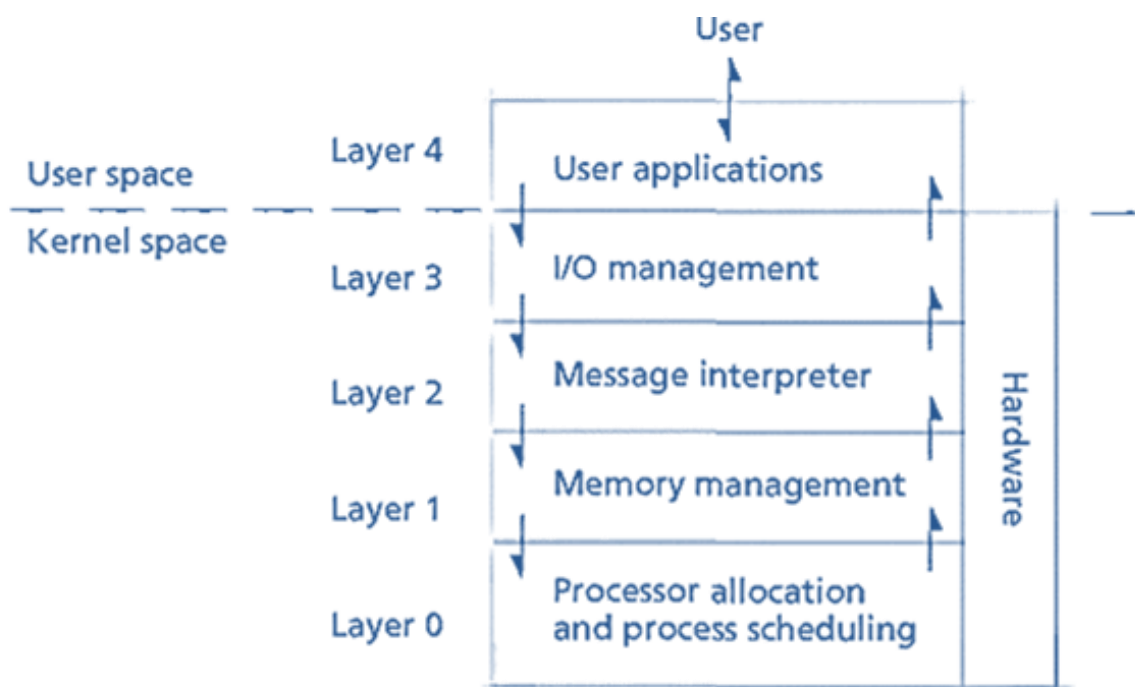 User
Layer 4
User applications
User space
Kernel space
Layer 3
I/O management
Layer 2
Message interpreter
Hardware
Layer 1
Memory management
Layer 0
Processor allocation
and process scheduling